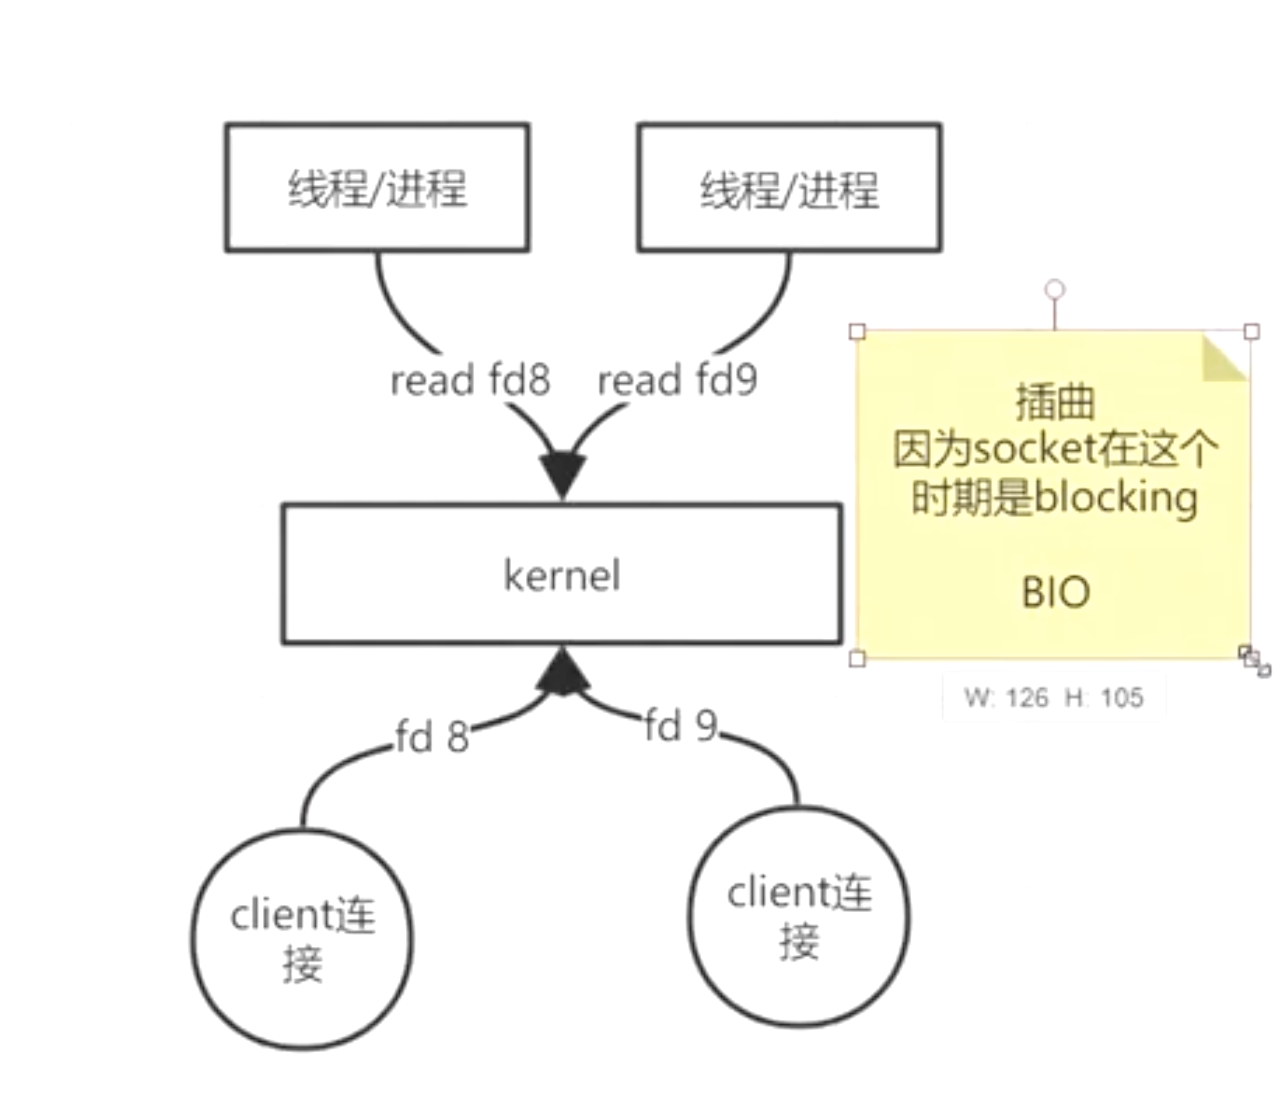 线程/进程
线程/进程
read fd8
read fd9
插曲
因为socket在这个
时期是blocking
BIO
kernel
W: 126 H: 105
fd 8
fd 9
client连
接
client连
接